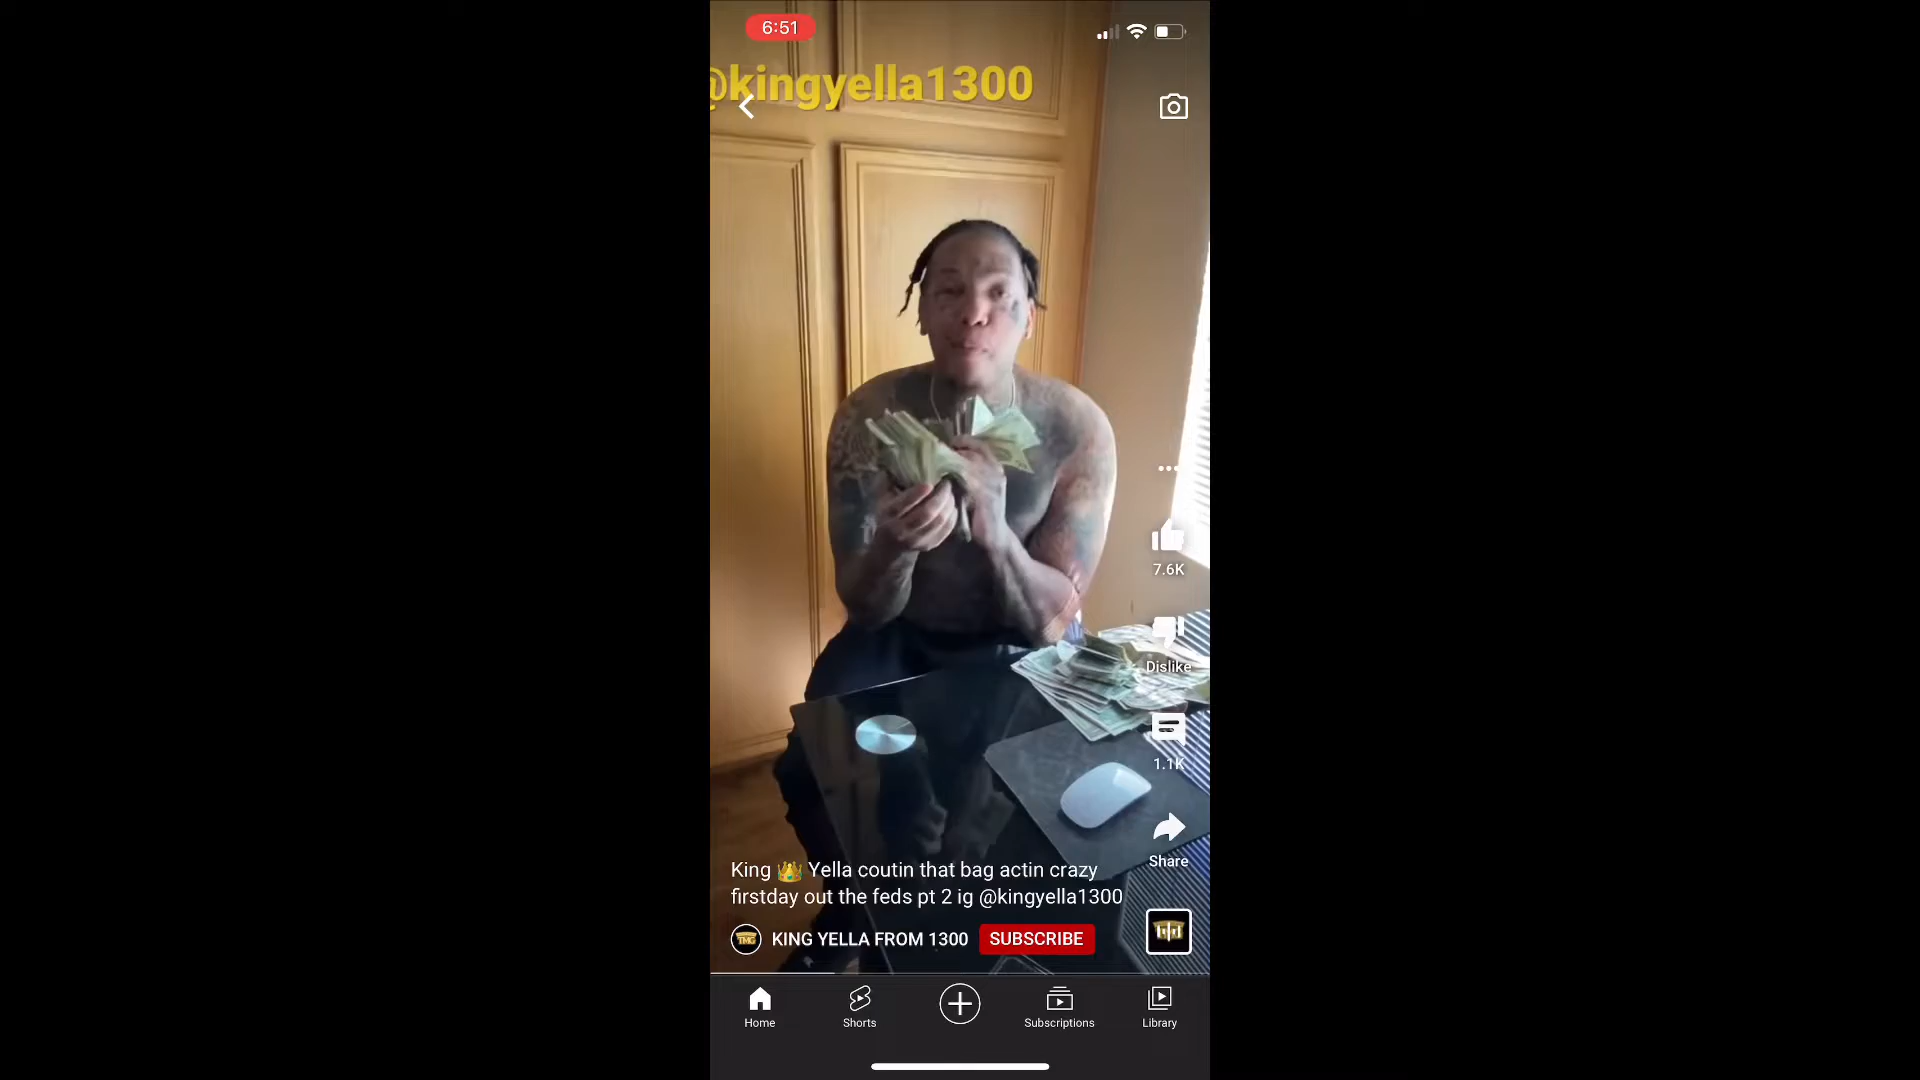 6:51
@kingyella1300
7.6K
Dislike
1.1K
Share
King 👑 Yella coutin that bag actin crazy
firstday out the feds pt 2 ig @kingyella1300
TMG
KING YELLA FROM 1300
SUBSCRIBE
Home
Shorts
Subscriptions
Library